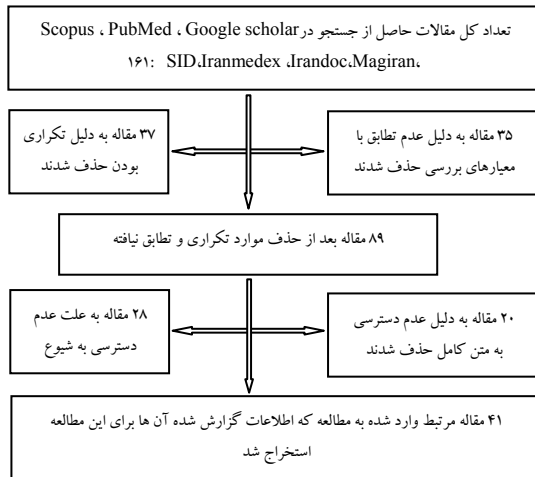 تعداد کل مقالات حاصل از جستجو در Scopus ، PubMed ، Google scholar
،SID،Iranmedex ،Irandoc،Magiran :۱۶۱
۳۵ مقاله به دلیل عدم تطابق با
معیارهای بررسی حذف شدند
۳۷ مقاله به دلیل تکراری
بودن حذف شدند
۸۹ مقاله بعد از حذف موارد تکراری و تطابق نیافته
۲۰ مقاله به دلیل عدم دسترسی
به متن کامل حذف شدند
۲۸ مقاله به علت عدم
دسترسی به شیوع
۴۱ مقاله مرتبط وارد شده به مطالعه که اطلاعات گزارش شده آن ها برای این مطالعه
استخراج شد